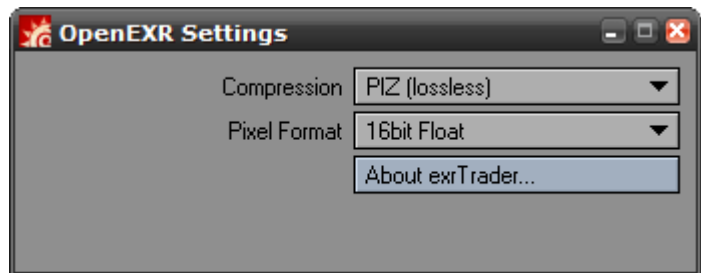 OpenEXR Settings
Compression PIZ (lossless)
Pixel Format 16bit Float
About exrTrader...